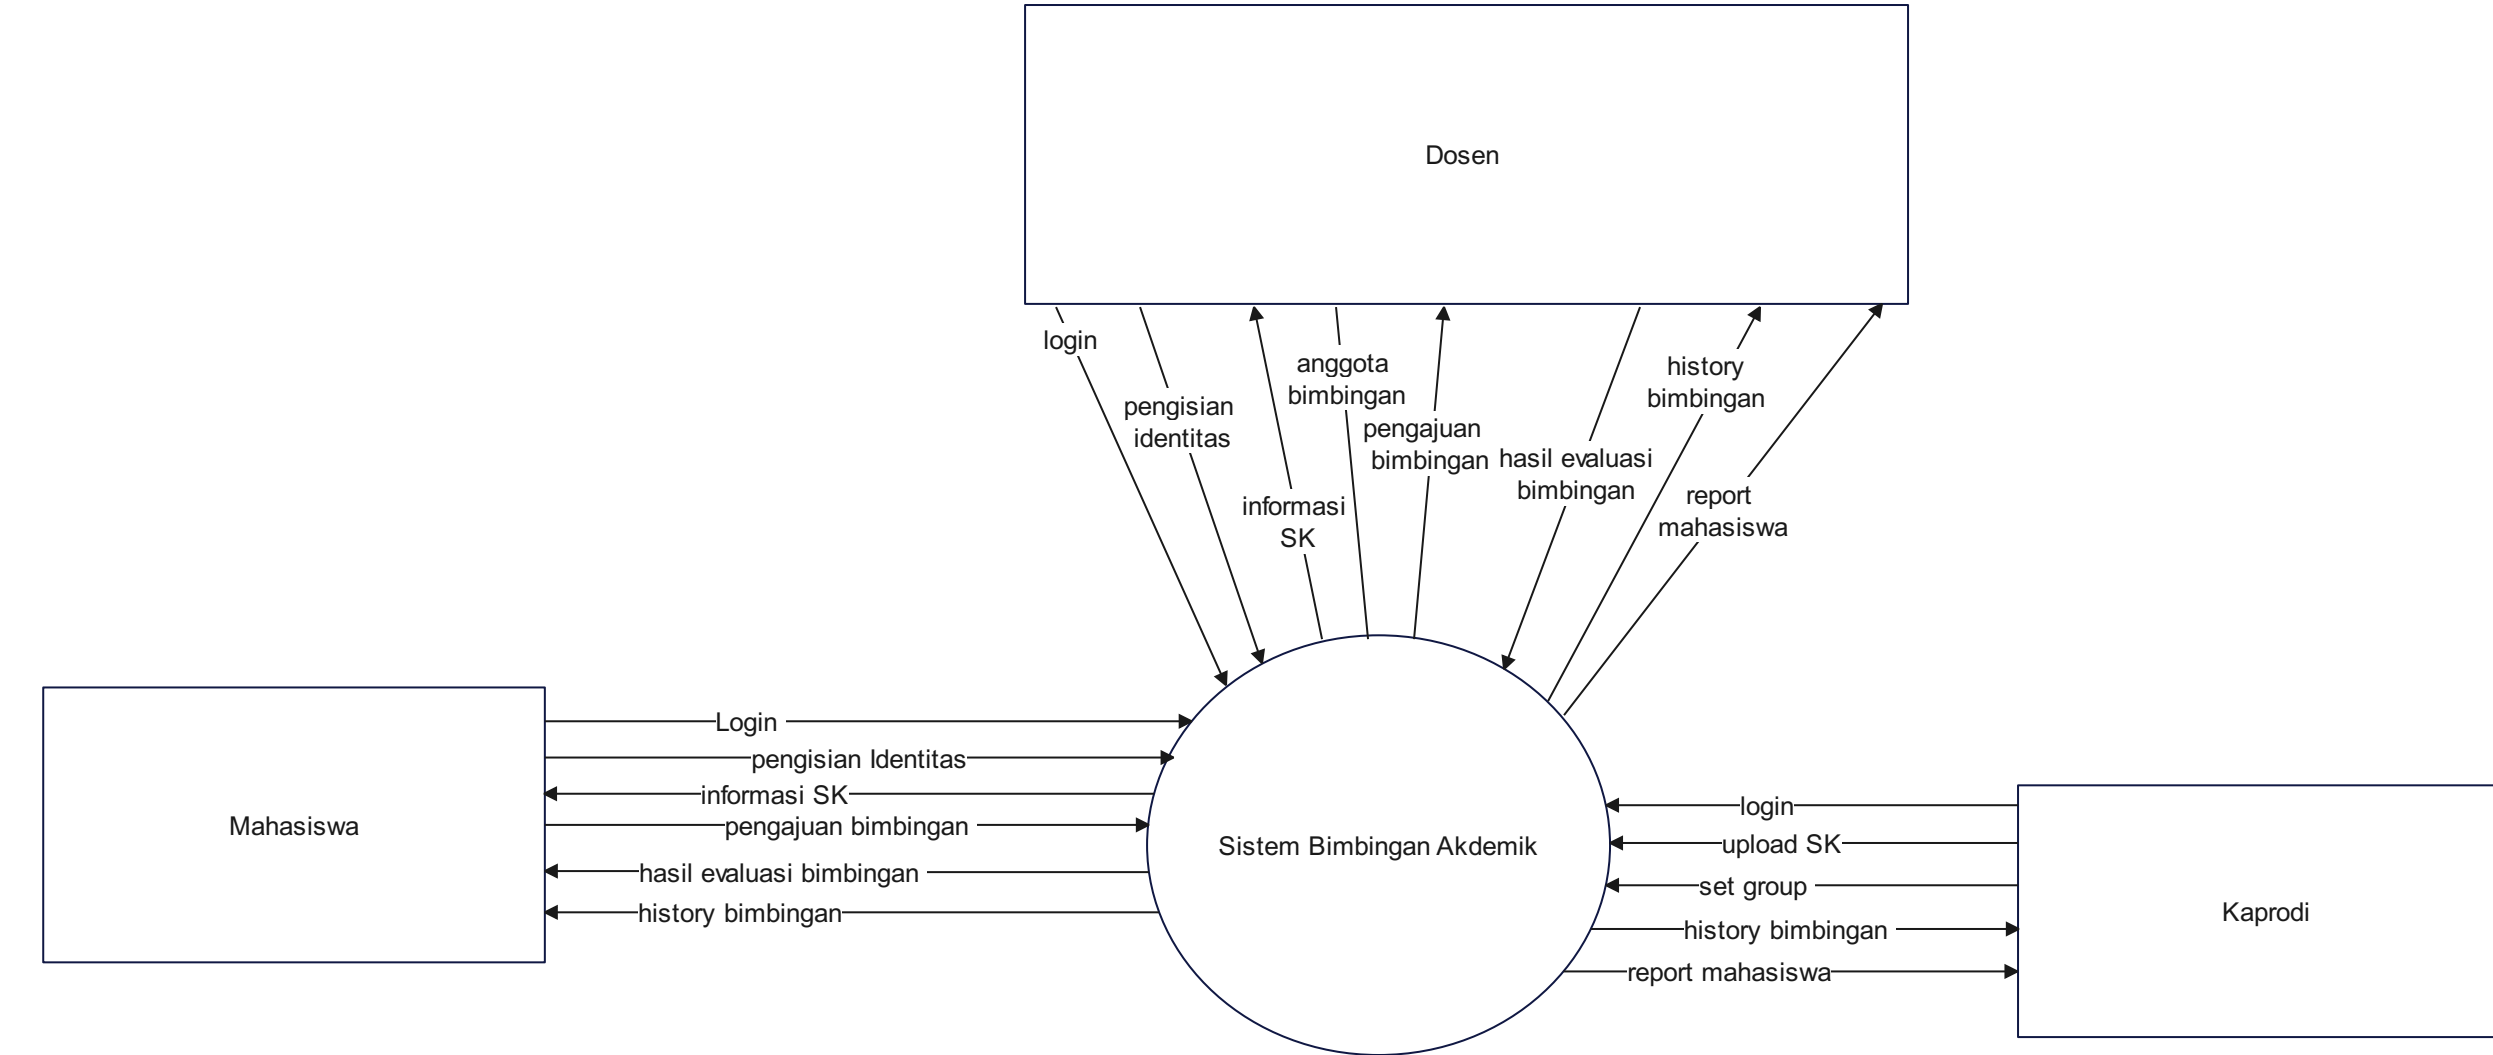 Dosen
login
pengisian
identitas
informasi
SK
anggota
bimbingan
pengajuan
bimbingan
hasil evaluasi
bimbingan
history
bimbingan
report
mahasiswa
Mahasiswa
Login
pengisian Identitas
informasi SK
pengajuan bimbingan
hasil evaluasi bimbingan
history bimbingan
Sistem Bimbingan Akdemik
login
upload SK
set group
history bimbingan
report mahasiswa
Kaprodi